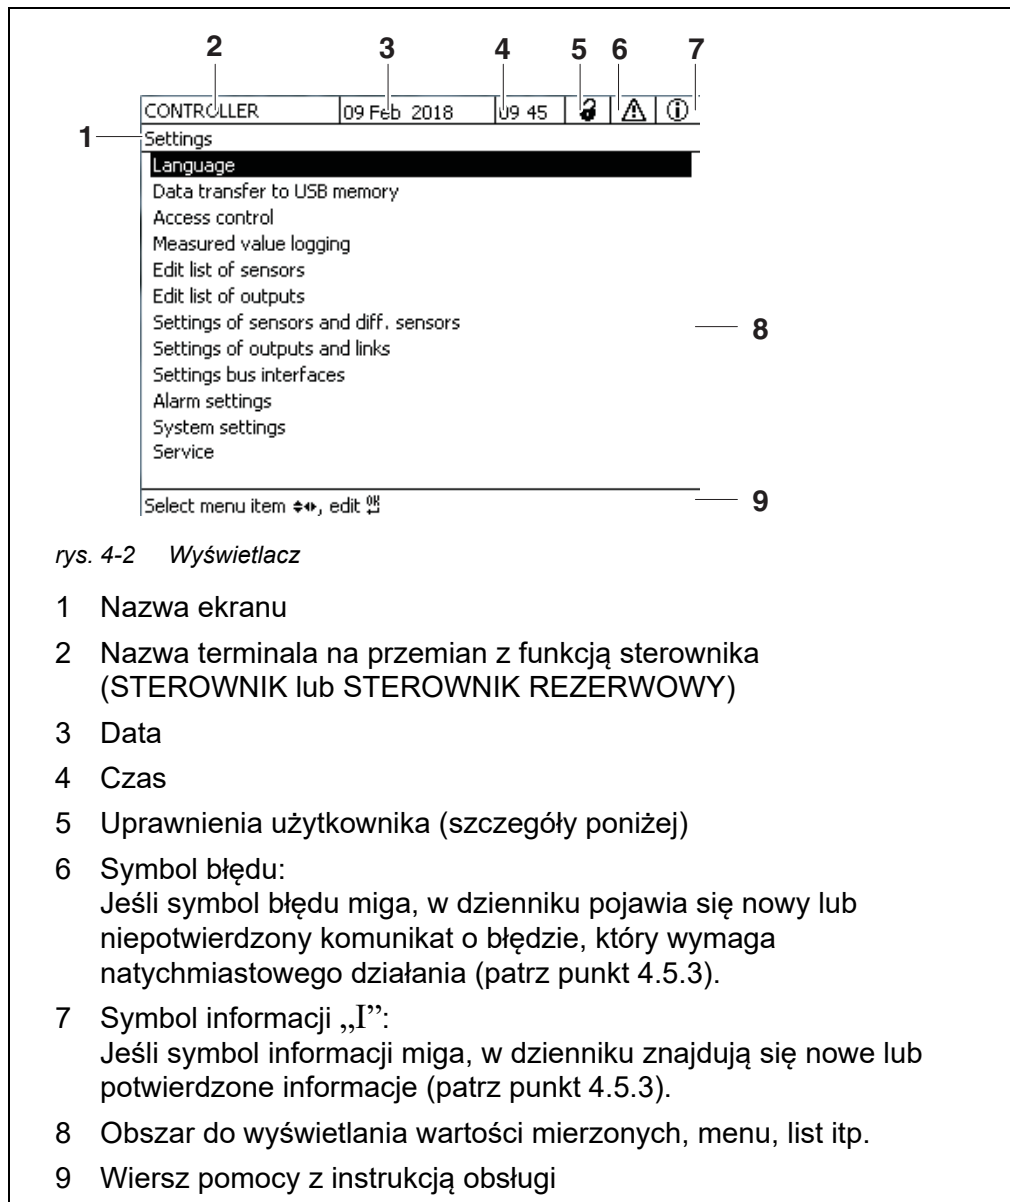 2 3 4 5 6 7
CONTROLLER 09 Feb 2018 09 45
1 Settings
Language
Data transfer to USB memory
Access control
Measured value logging
Edit list of sensors
Edit list of outputs
Settings of sensors and diff. sensors 8
Settings of outputs and links
Settings bus interfaces
Alarm settings
System settings
Service
Select menu item, edit OK 9
rys. 4-2 Wyświetlacz
1 Nazwa ekranu
2 Nazwa terminala na przemian z funkcją sterownika
(STEROWNIK lub STEROWNIK REZERWOWY)
3 Data
4 Czas
5 Uprawnienia użytkownika (szczegóły poniżej)
6 Symbol błędu:
Jeśli symbol błędu miga, w dzienniku pojawia się nowy lub
niepotwierdzony komunikat o błędzie, który wymaga
natychmiastowego działania (patrz punkt 4.5.3).
7 Symbol informacji „I”:
Jeśli symbol informacji miga, w dzienniku znajdują się nowe lub
potwierdzone informacje (patrz punkt 4.5.3).
8 Obszar do wyświetlania wartości mierzonych, menu, list itp.
9 Wiersz pomocy z instrukcją obsługi